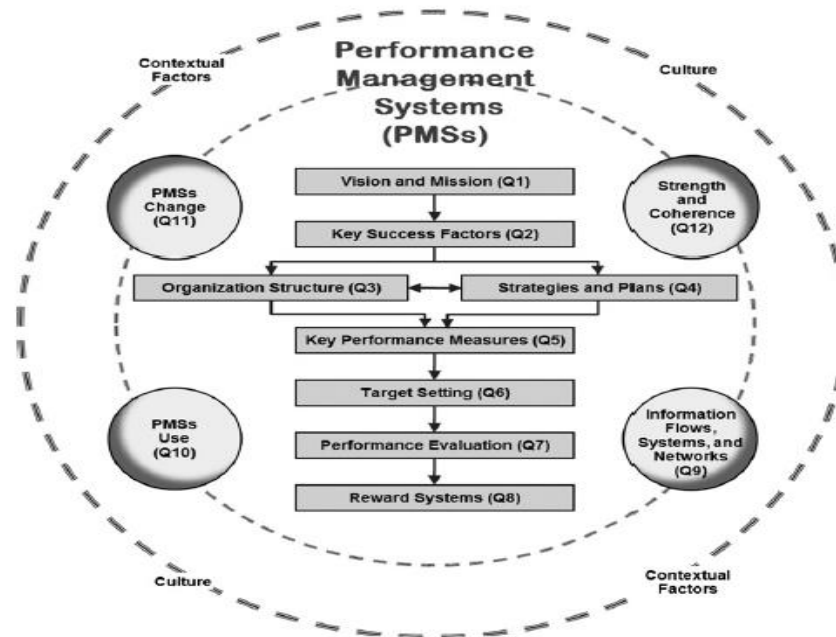 Performance
Management
Systems
(PMSs)
Contextual
Factors
Culture
PMSs
Change
(Q11)
Vision and Mission (Q1)
Strength
and
Coherence
(Q12)
Key Success Factors (Q2)
Organization Structure (Q3)
Strategies and Plans (Q4)
Key Performance Measures (Q5)
Target Setting (Q6)
PMSs
Use
(Q10)
Performance Evaluation (Q7)
Information
Flows,
Systems, and
Networks
(Q9)
Reward Systems (Q8)
Culture
Contextual
Factors